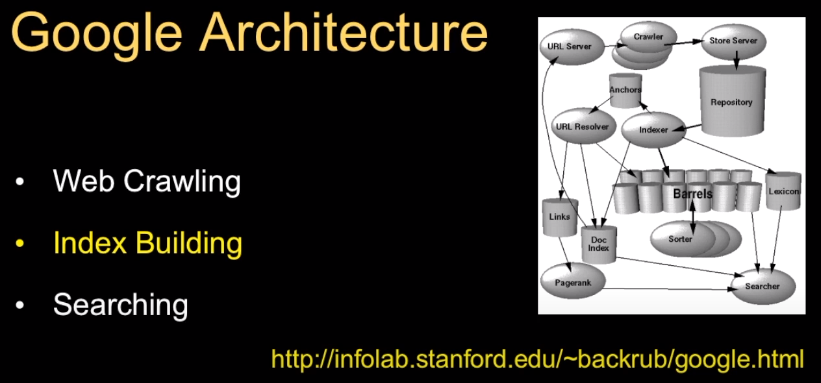 Google Architecture
URL Server
Crawler
Store Server
Anchors
Repository
URL Resolver
Indexer
Barrels
Lexicon
Links
Doc
Index
Sorter
Pagerank
Searcher
• Web Crawling
• Index Building
• Searching
http://infolab.stanford.edu/~backrub/google.html